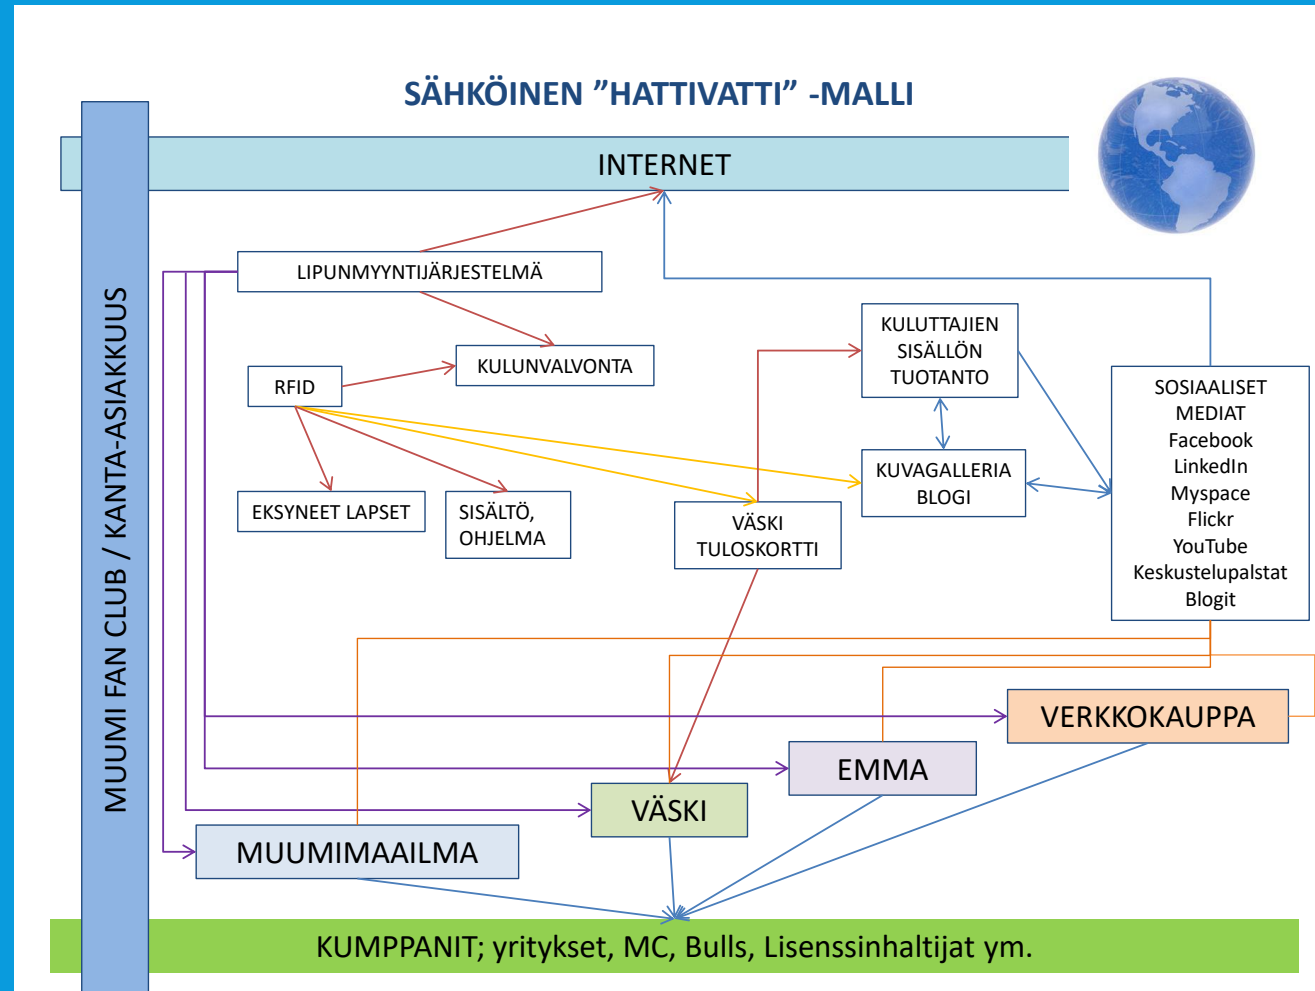 SÄHKÖINEN ”HATTIVATTI” -MALLI
INTERNET
MUUMI FAN CLUB / KANTA-ASIAKKUUS
LIPUNMYYNTIJÄRJESTELMÄ
KULUNVALVONTA
RFID
EKSYNEET LAPSET
SISÄLTÖ,
OHJELMA
VÄSKI
TULOSKORTTI
KULUTTAJIEN
SISÄLLÖN
TUOTANTO
KUVAGALLERIA
BLOGI
SOSIAALISET
MEDIAT
Facebook
LinkedIn
Myspace
Flickr
YouTube
Keskustelupalstat
Blogit
VERKKOKAUPPA
EMMA
VÄSKI
MUUMIMAAILMA
KUMPPANIT; yritykset, MC, Bulls, Lisenssinhaltijat ym.